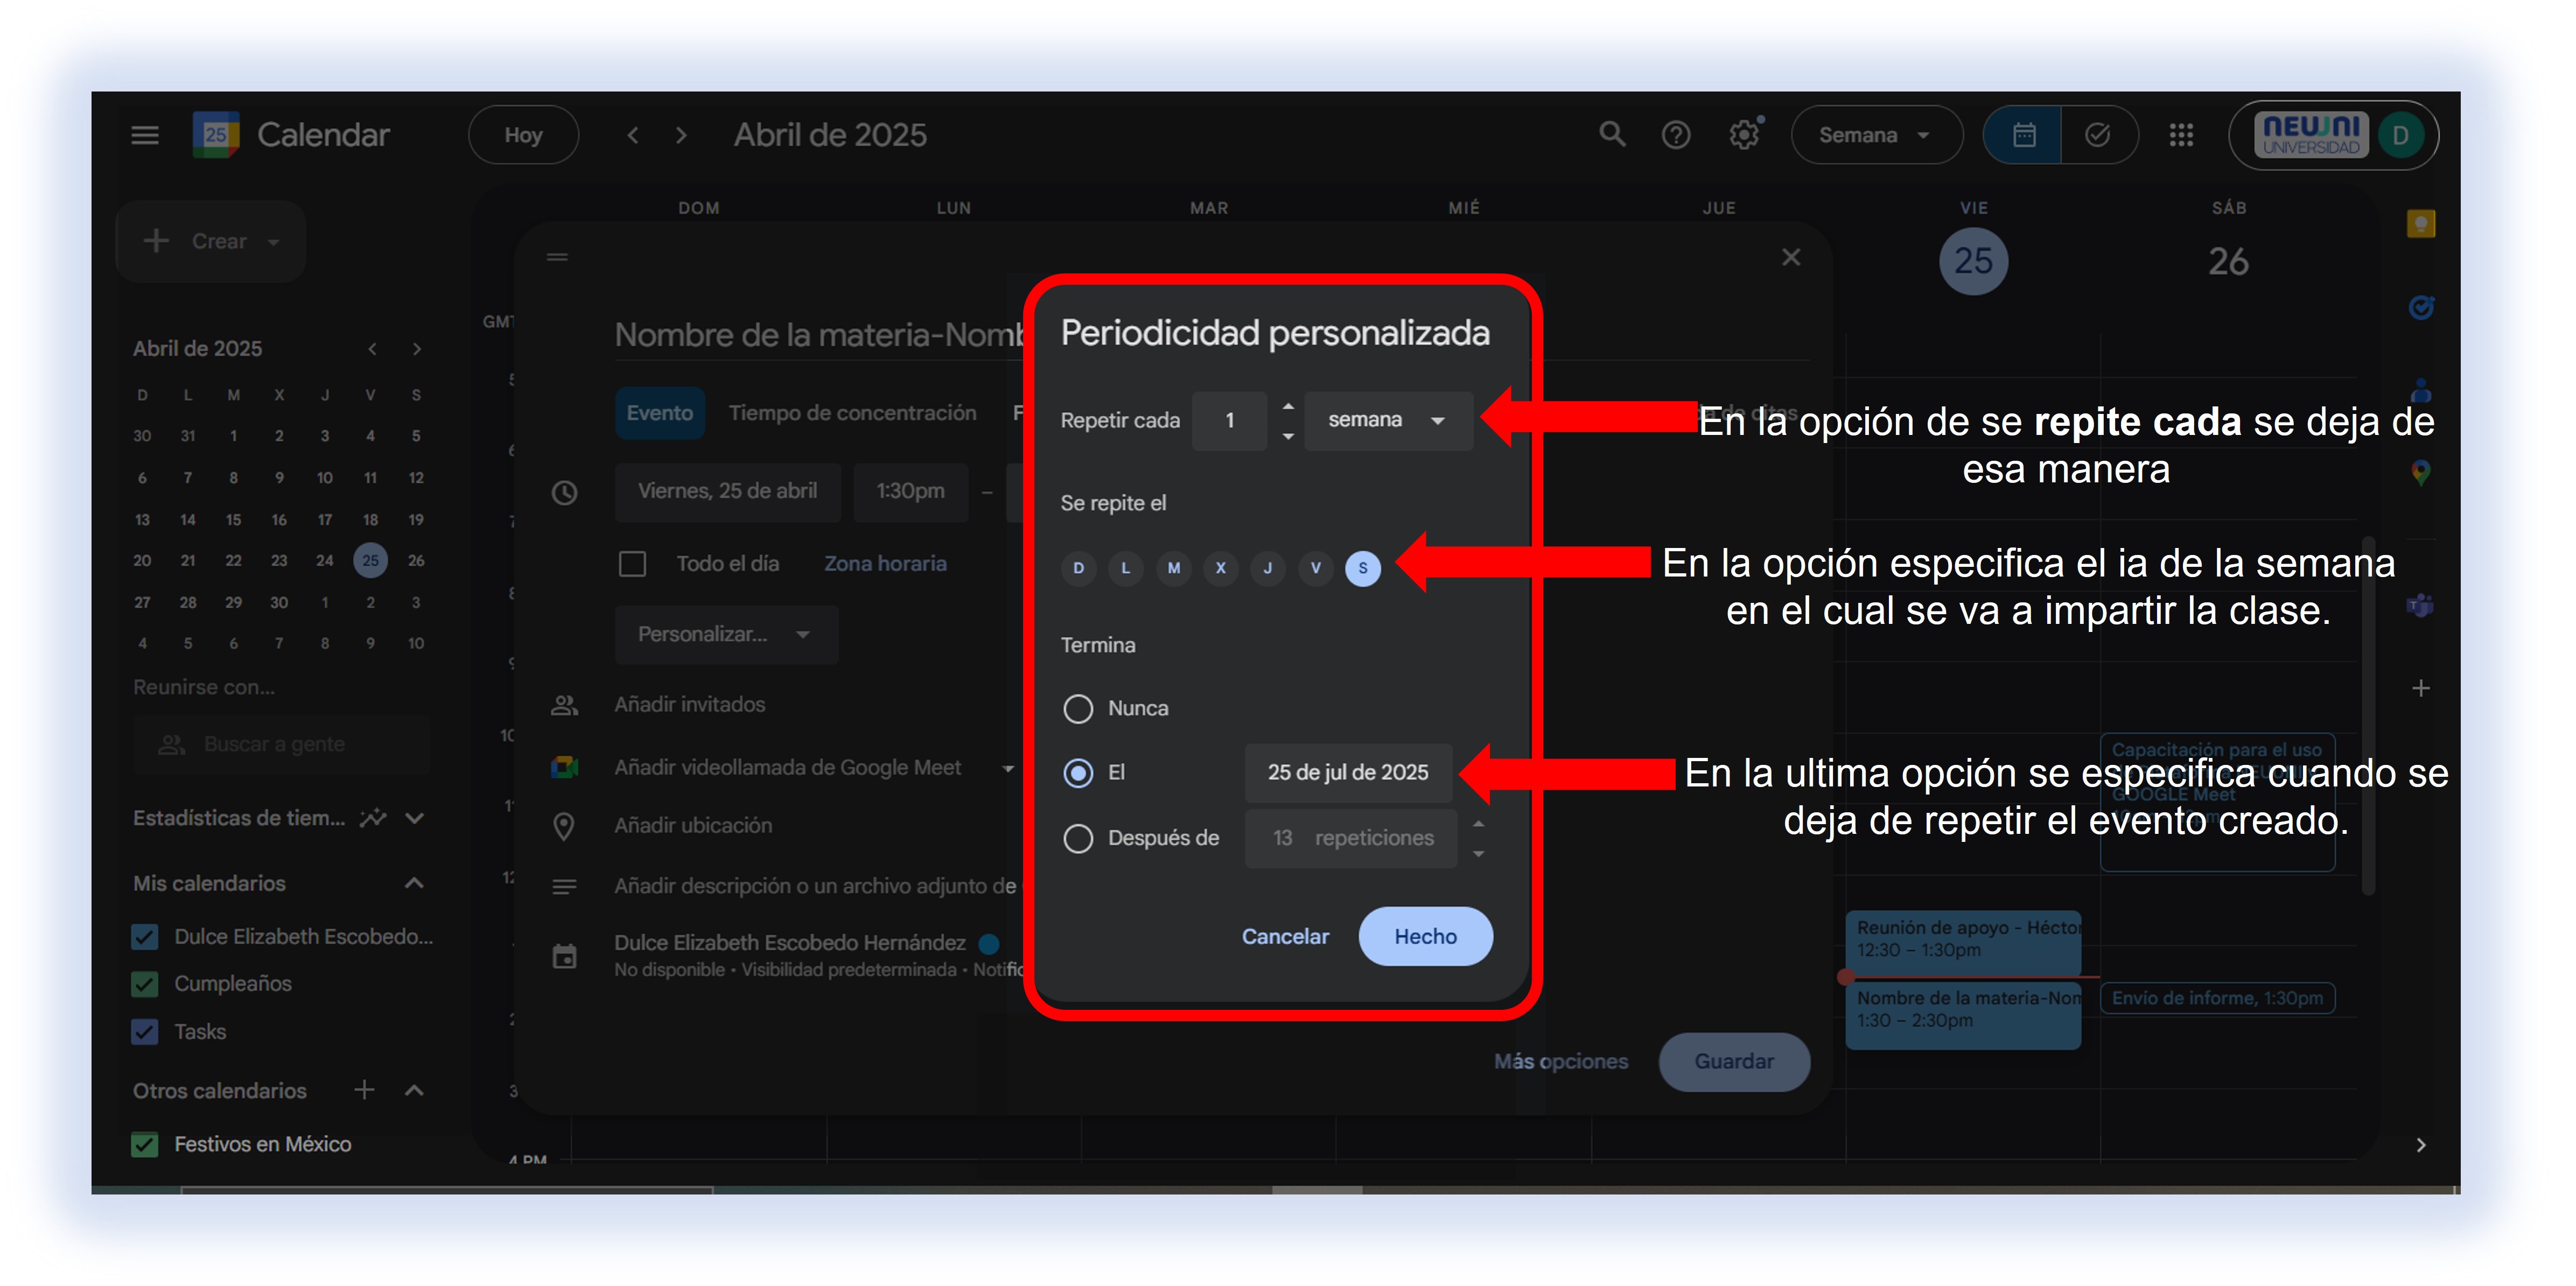 25 Calendar Hoy Abril de 2025 Semana NEUUNI UNIVERSIDAD D
Crear
DOM LUN MAR MIÉ JUE VIE SÁB
25 26
GMT
Abril de 2025
D L M X J V S
30 31 1 2 3 4 5
6 7 8 9 10 11 12
13 14 15 16 17 18 19
20 21 22 23 24 25 26
27 28 29 30 1 2 3
4 5 6 7 8 9 10
Reunirse con...
Buscar a gente
Estadísticas de tiem...
Mis calendarios
Dulce Elizabeth Escobedo...
Cumpleaños
Tasks
Otros calendarios
Festivos en México
Nombre de la materia-Nomb
Evento Tiempo de concentración F
Viernes, 25 de abril 1:30pm –
Todo el día Zona horaria
Personalizar...
Añadir invitados
Añadir videollamada de Google Meet
Añadir ubicación
Añadir descripción o un archivo adjunto de
Dulce Elizabeth Escobedo Hernández
No disponible • Visibilidad predeterminada • Notific
Más opciones Guardar
4 PM
Periodicidad personalizada
Repetir cada 1 semana
Se repite el
D L M X J V S
Termina
Nunca
El 25 de jul de 2025
Después de 13 repeticiones
Cancelar Hecho
En la opción de se repite cada se deja de
esa manera
En la opción especifica el ia de la semana
en el cual se va a impartir la clase.
En la ultima opción se especifica cuando se
deja de repetir el evento creado.
Capacitación para el uso
GOOGLE Meet
Reunión de apoyo - Héctor
12:30 – 1:30pm
Nombre de la materia-Nom
1:30 – 2:30pm
Envio de informe, 1:30pm